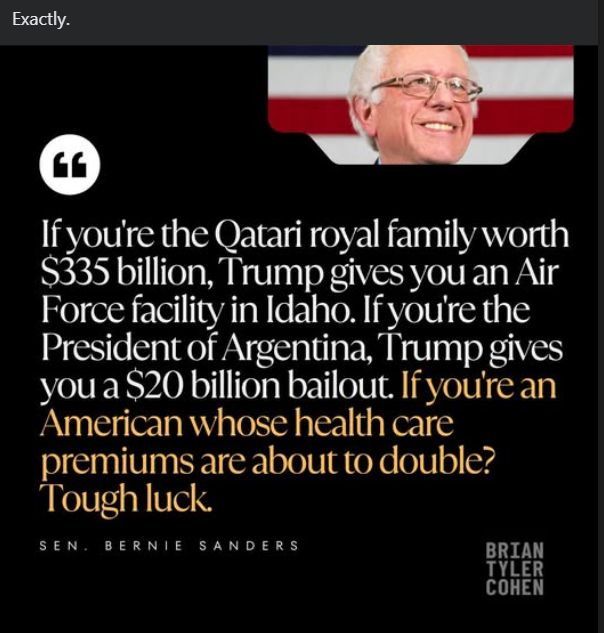 Exactly.
“
If you're the Qatari royal family worth
$335 billion, Trump gives you an Air
Force facility in Idaho. If you're the
President of Argentina, Trump gives
you a $20 billion bailout. If you're an
American whose health care
premiums are about to double?
Tough luck.
SEN. BERNIE SANDERS
BRIAN
TYLER
COHEN